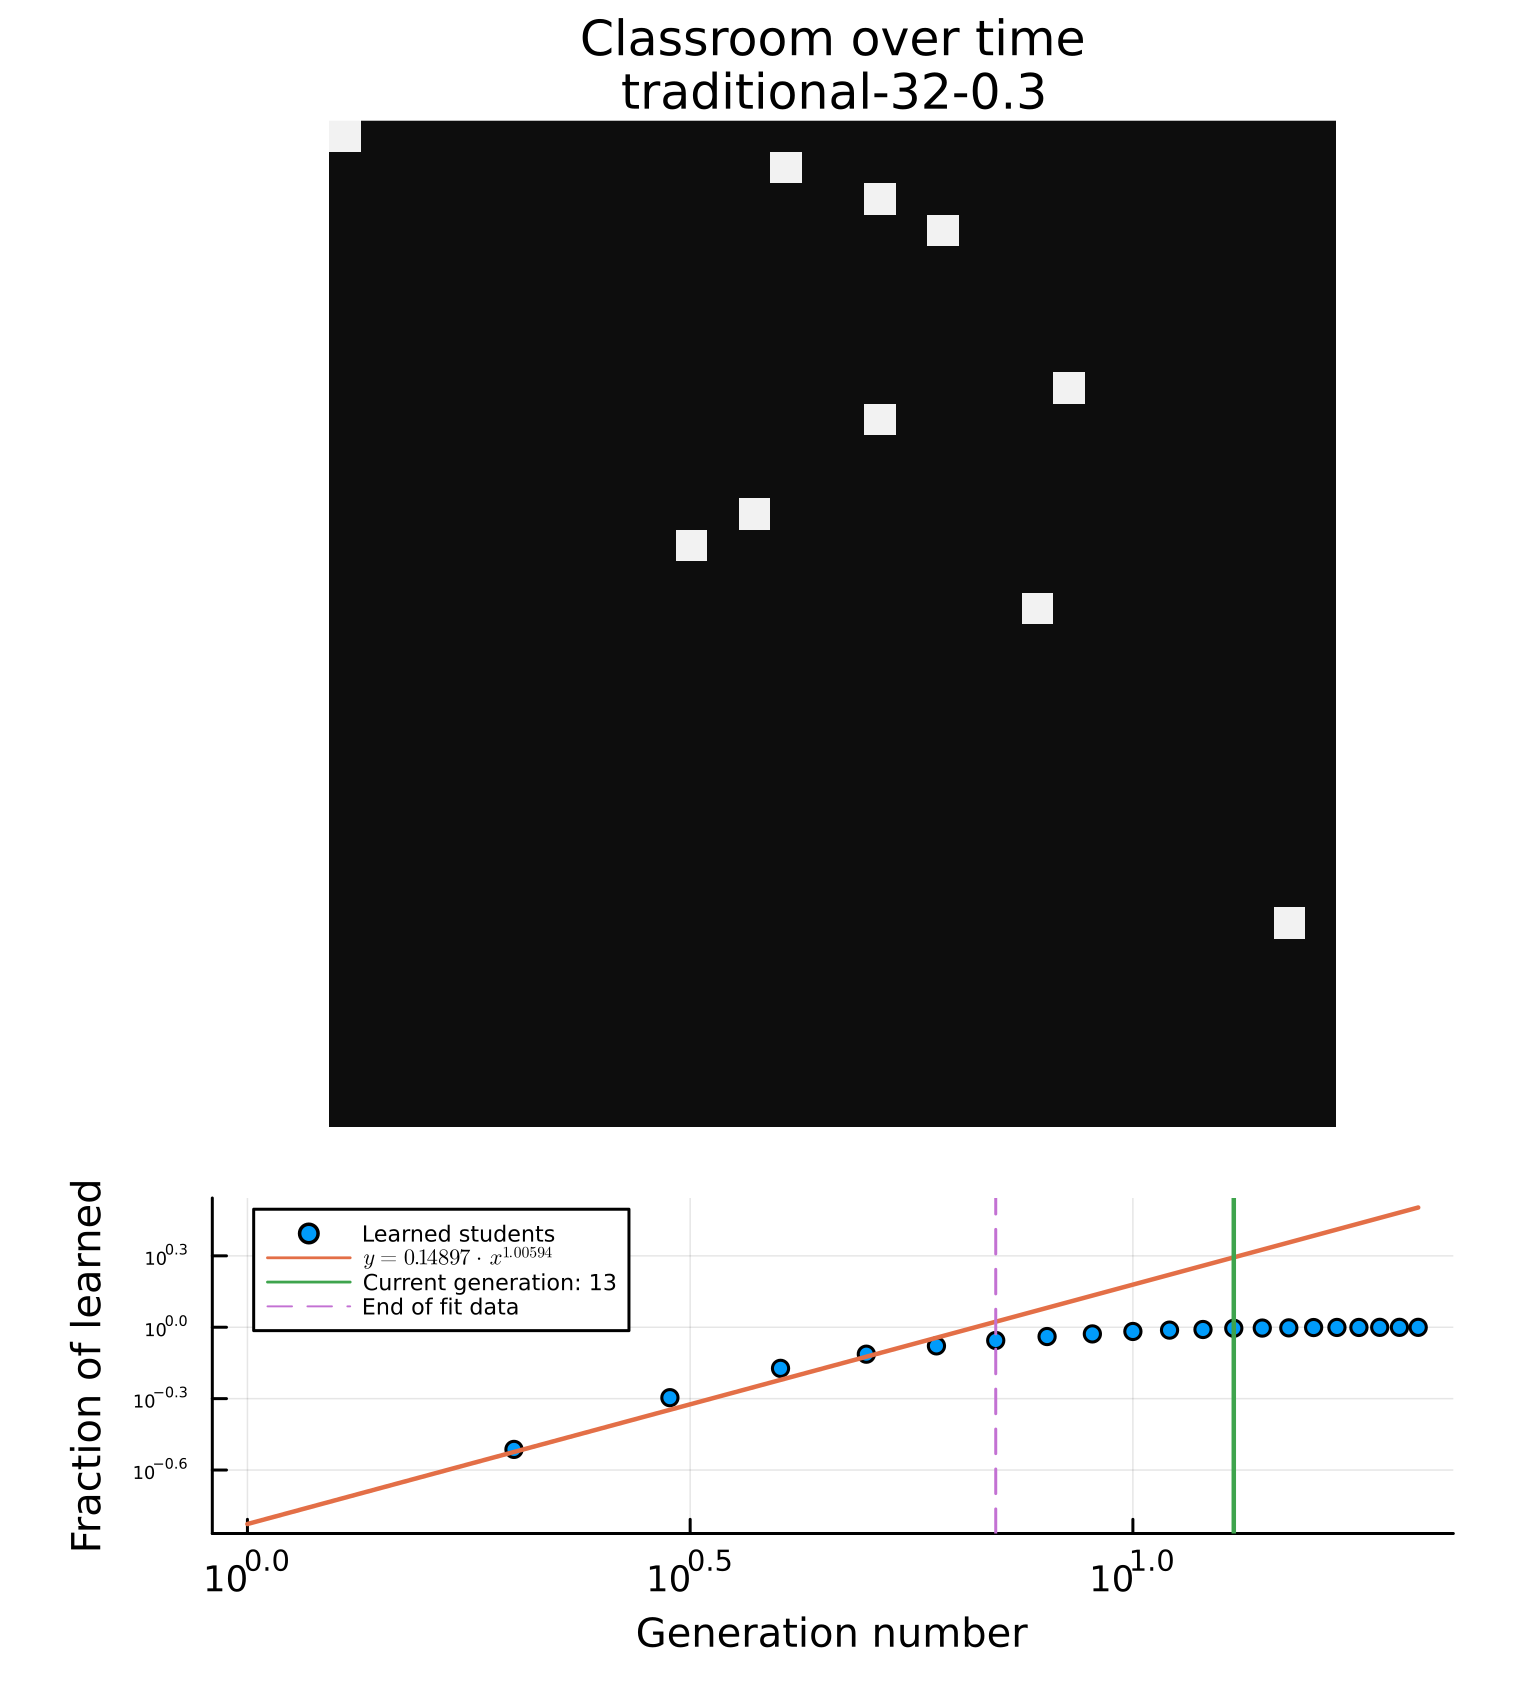 Classroom over time
traditional-32-0.3
Fraction of learned
10^0.3
10^0.0
10^−0.3
10^−0.6
Learned students
y = 0.14897 · x^1.00594
Current generation: 13
End of fit data
10^0.0
10^0.5
10^1.0
Generation number